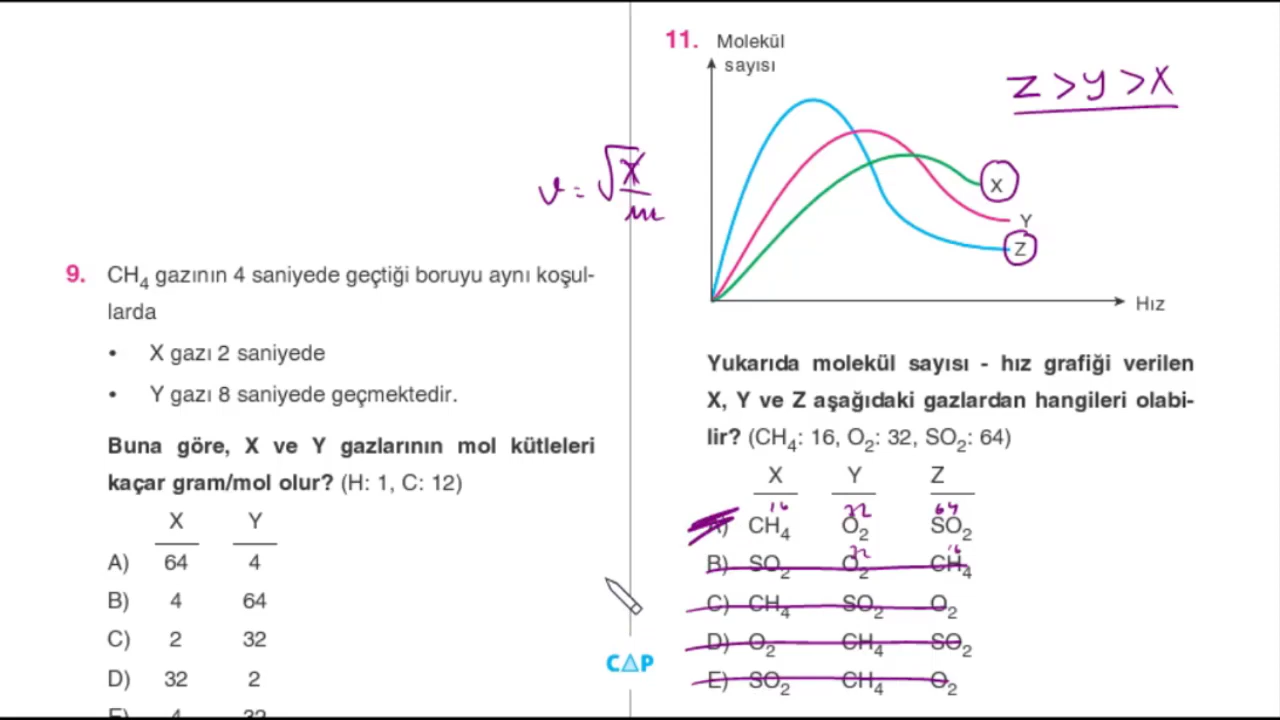 9. CH₄ gazının 4 saniyede geçtiği boruyu aynı koşul-
larda
• X gazı 2 saniyede
• Y gazı 8 saniyede geçmektedir.
Buna göre, X ve Y gazlarının mol kütleleri
kaçar gram/mol olur? (H: 1, C: 12)
X Y
A) 64 4
B) 4 64
C) 2 32
D) 32 2
E) 4 32
CAP
11. Molekül
sayısı
Z > Y > X
X
Y
Z
Hız
Yukarıda molekül sayısı - hız grafiği verilen
X, Y ve Z aşağıdaki gazlardan hangileri olabi-
lir? (CH₄: 16, O₂: 32, SO₂: 64)
X Y Z
16 32 64
A) CH₄ O₂ SO₂
32 16
B) SO₂ O₂ CH₄
C) CH₄ SO₂ O₂
D) O₂ CH₄ SO₂
E) SO₂ CH₄ O₂